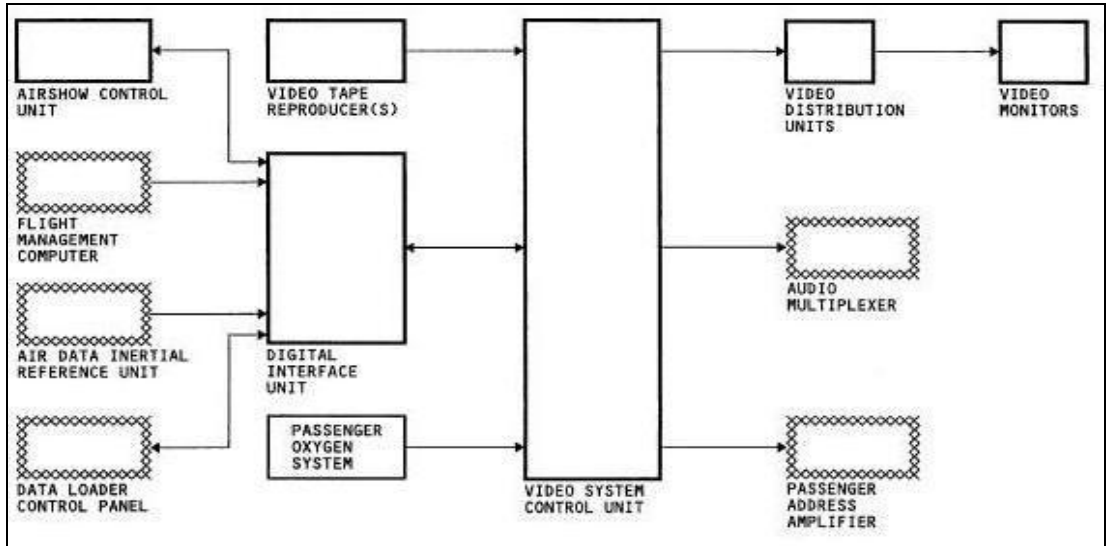 AIRSHOW CONTROL
UNIT
VIDEO TAPE
REPRODUCER(S)
VIDEO
DISTRIBUTION
UNITS
VIDEO
MONITORS
FLIGHT
MANAGEMENT
COMPUTER
AUDIO
MULTIPLEXER
AIR DATA INERTIAL
REFERENCE UNIT
DIGITAL
INTERFACE
UNIT
PASSENGER
OXYGEN
SYSTEM
DATA LOADER
CONTROL PANEL
VIDEO SYSTEM
CONTROL UNIT
PASSENGER
ADDRESS
AMPLIFIER